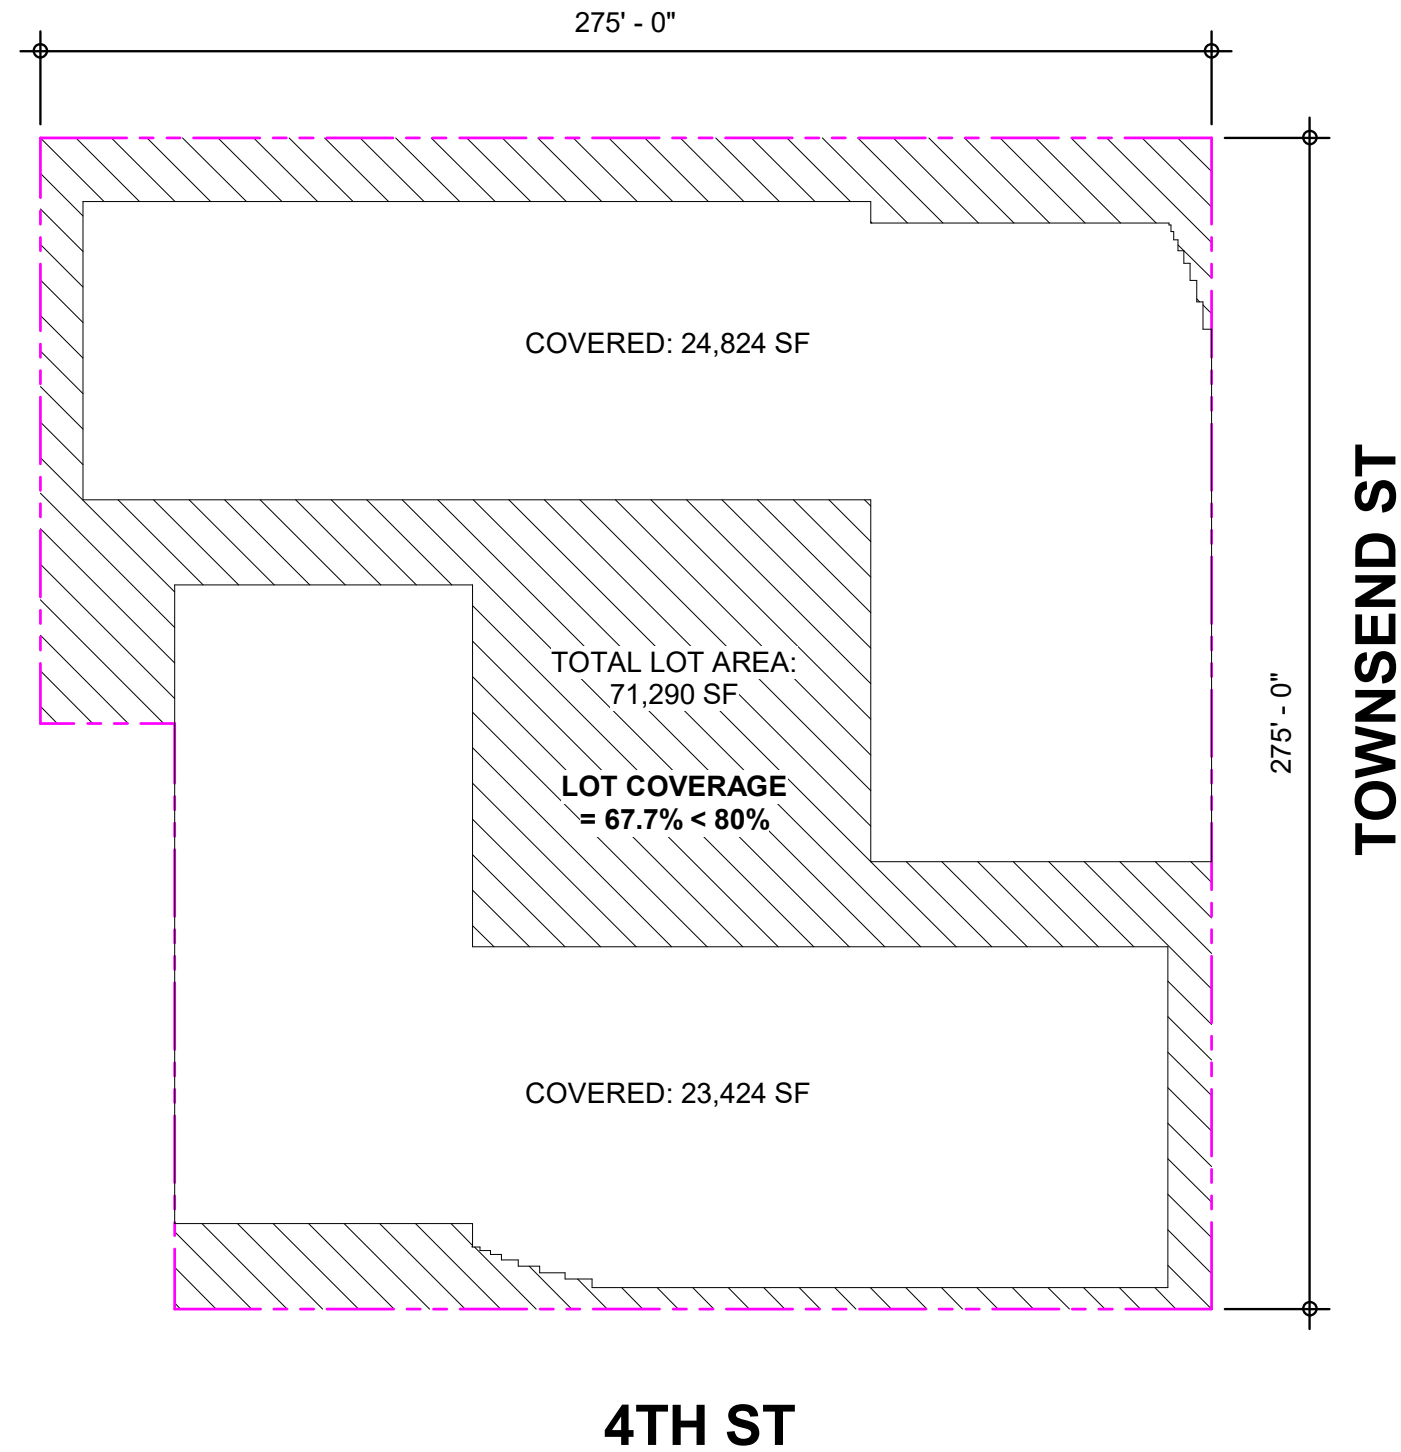 275' - 0"
COVERED: 24,824 SF
TOWNSEND ST
TOTAL LOT AREA:
71,290 SF
275' - 0"
LOT COVERAGE
= 67.7% < 80%
COVERED: 23,424 SF
4TH ST